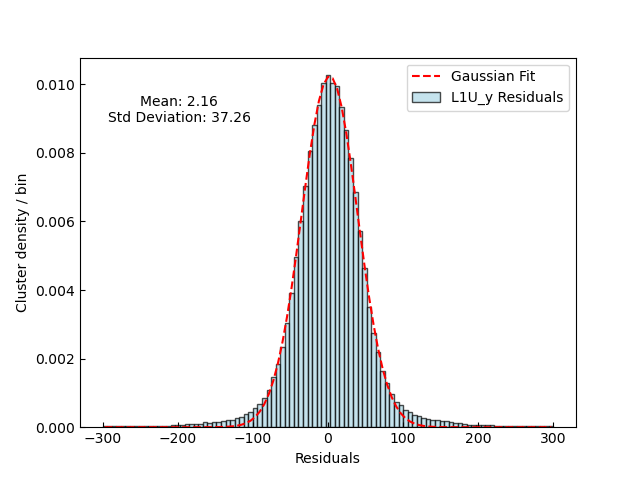 Mean: 2.16
Std Deviation: 37.26
Gaussian Fit
L1U_y Residuals
Cluster density / bin
0.010
0.008
0.006
0.004
0.002
0.000
−300 −200 −100 0 100 200 300
Residuals